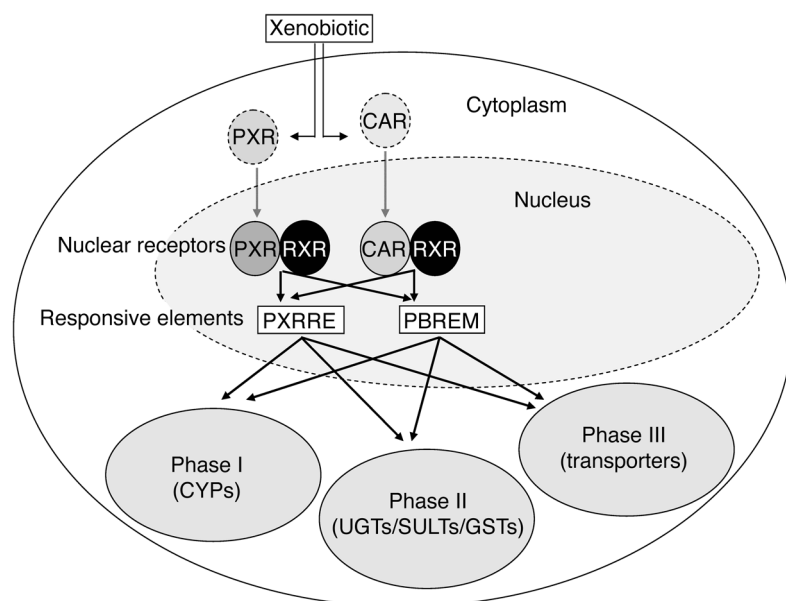 Xenobiotic
Cytoplasm
PXR
CAR
Nucleus
Nuclear receptors
PXR
RXR
CAR
RXR
Responsive elements
PXRRE
PBREM
Phase I
(CYPs)
Phase II
(UGTs/SULTs/GSTs)
Phase III
(transporters)